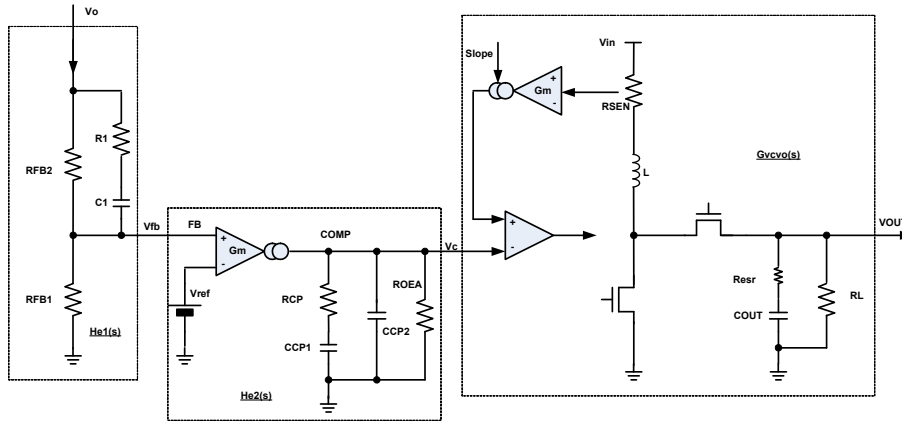 Vo
RFB2
R1
C1
Vfb
RFB1
He1(s)
FB
+
Gm
-
Vref
COMP
RCP
CCP1
CCP2
ROEA
He2(s)
Vc
Slope
Gm
+
-
Vin
RSEN
L
Gvcvo(s)
+
-
VOUT
Resr
COUT
RL